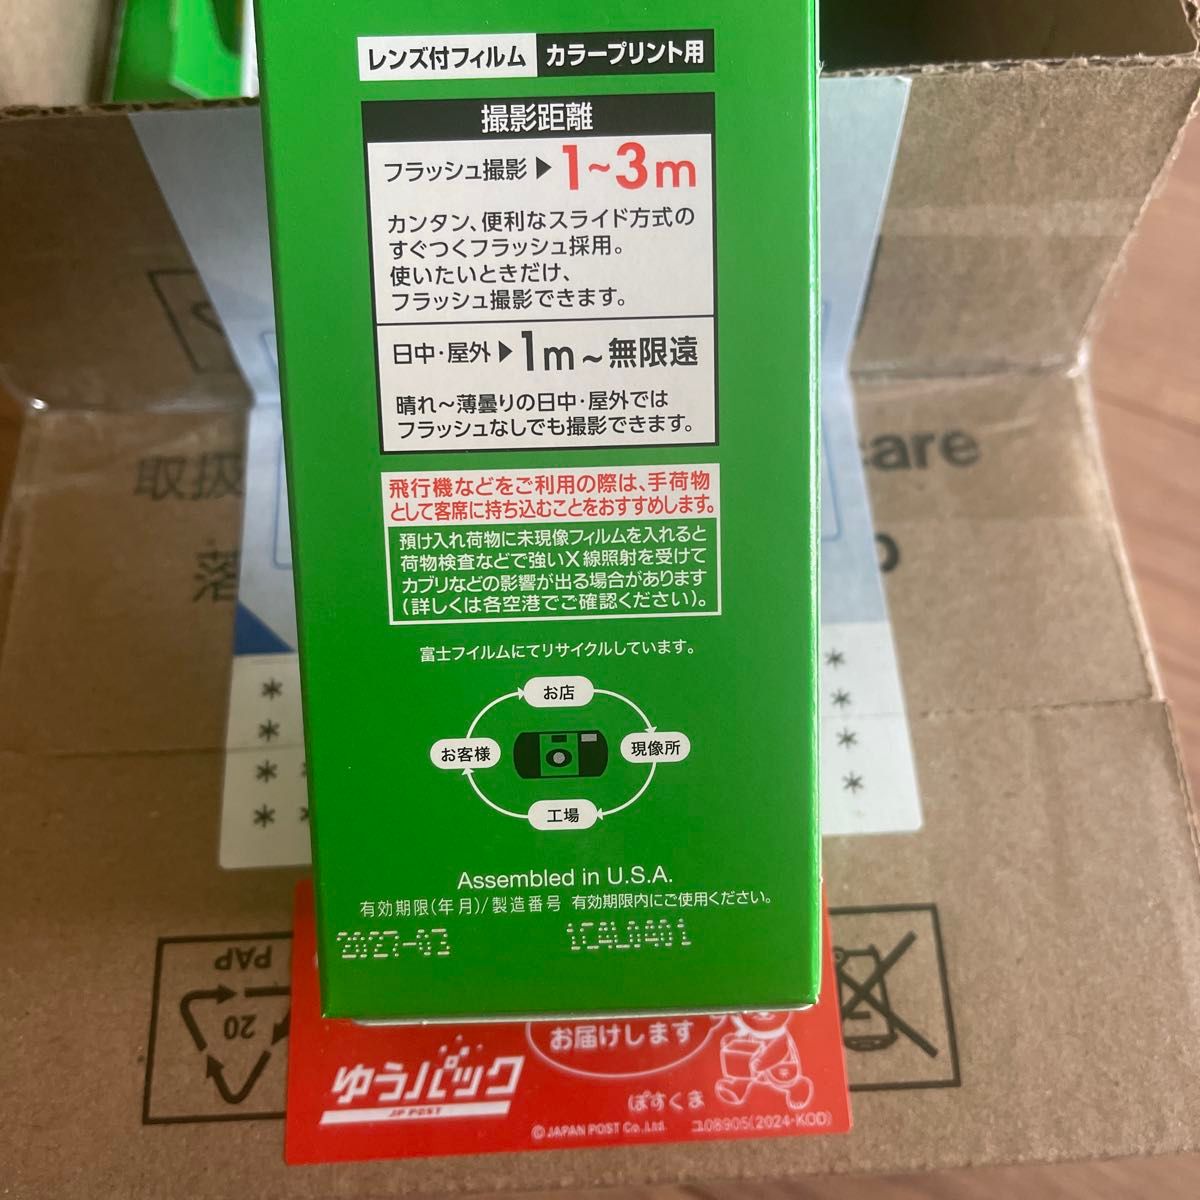 レンズ付フィルム カラープリント用
撮影距離
フラッシュ撮影▶1~3m
カンタン、便利なスライド方式の
すぐつくフラッシュ採用。
使いたいときだけ、
フラッシュ撮影できます。
日中・屋外▶1m~無限遠
晴れ～薄曇りの日中・屋外では
フラッシュなしでも撮影できます。
飛行機などをご利用の際は、手荷物
として客席に持ち込むことをおすすめします。
預け入れ荷物に未現像フィルムを入れると
荷物検査などで強いX線照射を受けて
カブリなどの影響が出る場合があります
(詳しくは各空港でご確認ください)。
富士フイルムにてリサイクルしています。
お店
お客様
現像所
工場
Assembled in U.S.A.
有効期限(年月)/製造番号 有効期限内にご使用ください。
2027-03 1CAL0401
取扱
care
落
PAP
20
お届けします
ゆうパック
JP POST
ぽすくま
© JAPAN POST Co., Ltd. ユ08905(2024-KOD)